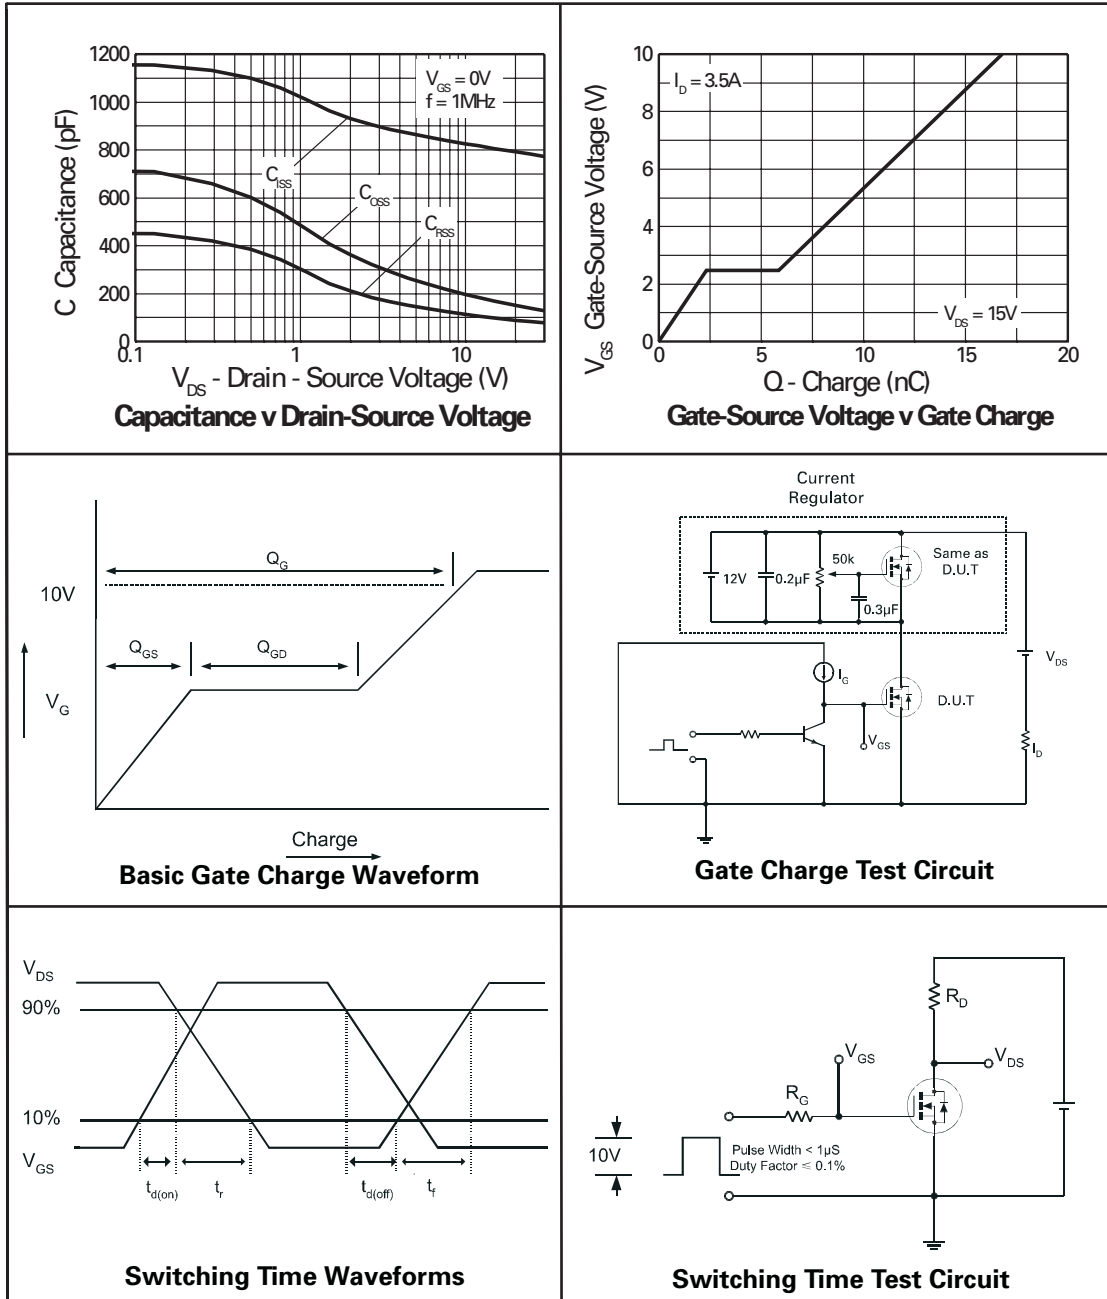 1200
1000
800
600
400
200
0
0.1
1
10
C Capacitance (pF)
V_GS = 0V
f = 1MHz
C_ISS
C_OSS
C_RSS
V_DS - Drain - Source Voltage (V)
Capacitance v Drain-Source Voltage
10
8
6
4
2
0
0
5
10
15
20
V_GS Gate-Source Voltage (V)
I_D = 3.5A
V_DS = 15V
Q - Charge (nC)
Gate-Source Voltage v Gate Charge
Q_G
10V
Q_GS
Q_GD
V_G
Charge
Basic Gate Charge Waveform
Current
Regulator
12V
0.2µF
50k
0.3µF
Same as
D.U.T
V_DS
I_G
D.U.T
V_GS
I_D
Gate Charge Test Circuit
V_DS
90%
10%
V_GS
t_d(on)
t_r
t_d(off)
t_f
Switching Time Waveforms
R_D
V_GS
V_DS
R_G
10V
Pulse Width < 1µS
Duty Factor ≤ 0.1%
Switching Time Test Circuit